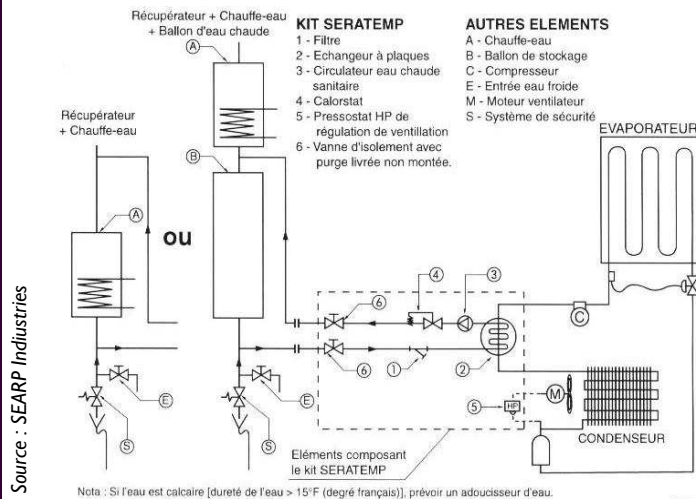 Récupérateur + Chauffe-eau
+ Ballon d'eau chaude
A
B
Récupérateur
+ Chauffe-eau
A
ou
KIT SERATEMP
1 - Filtre
2 - Echangeur à plaques
3 - Circulateur eau chaude
sanitaire
4 - Calorstat
5 - Pressostat HP de
régulation de ventillation
6 - Vanne d'isolement avec
purge livrée non montée.
AUTRES ELEMENTS
A - Chauffe-eau
B - Ballon de stockage
C - Compresseur
E - Entrée eau froide
M - Moteur ventilateur
S - Système de sécurité
EVAPORATEUR
6
4
3
C
6
1
2
5
HP
M
CONDENSEUR
E
S
E
S
Eléments composant
le kit SERATEMP
Source : SEARP Indiustries
Nota : Si l'eau est calcaire [dureté de l'eau > 15°F (degré français)], prévoir un adoucisseur d'eau.